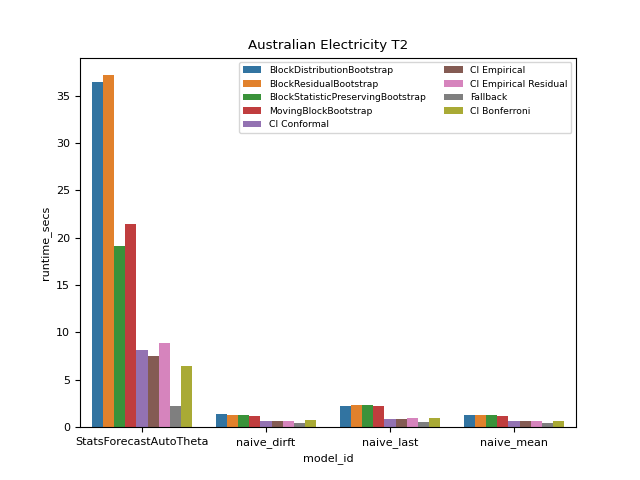 Australian Electricity T2
BlockDistributionBootstrap
BlockResidualBootstrap
BlockStatisticPreservingBootstrap
MovingBlockBootstrap
CI Conformal
CI Empirical
CI Empirical Residual
Fallback
CI Bonferroni
runtime_secs
35
30
25
20
15
10
5
0
StatsForecastAutoTheta naive_dirft naive_last naive_mean
model_id